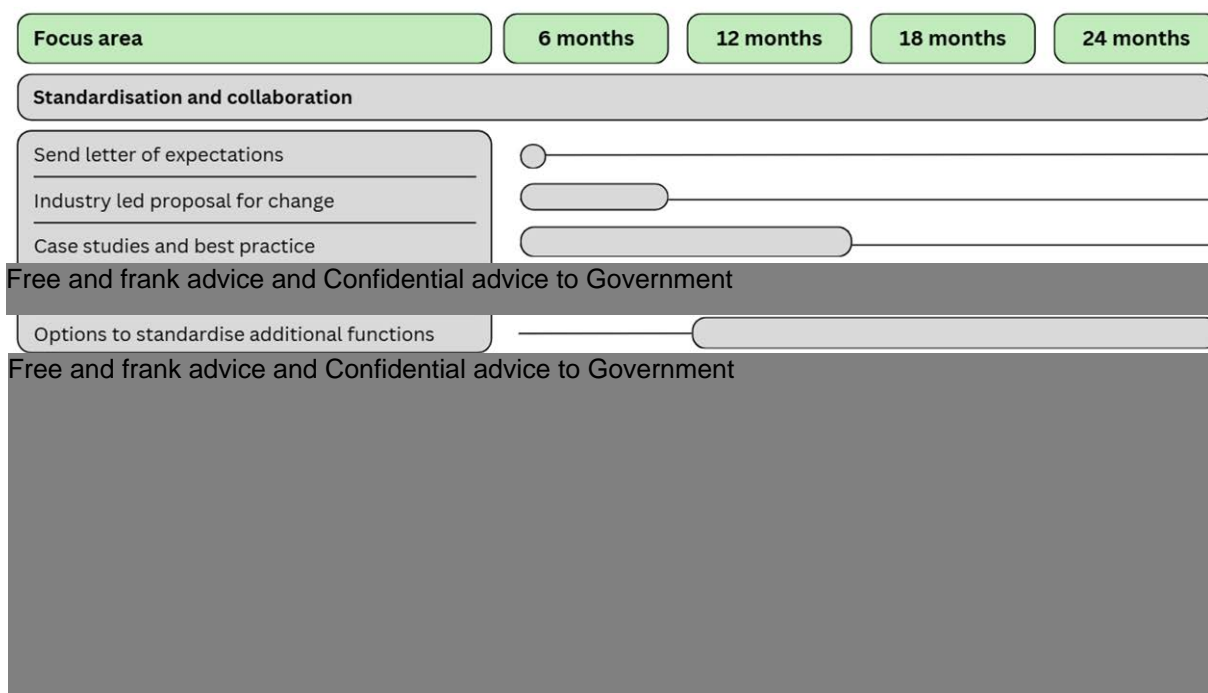 Focus area 6 months 12 months 18 months 24 months
Standardisation and collaboration
Send letter of expectations
Industry led proposal for change
Case studies and best practice
Free and frank advice and Confidential advice to Government
Options to standardise additional functions
Free and frank advice and Confidential advice to Government